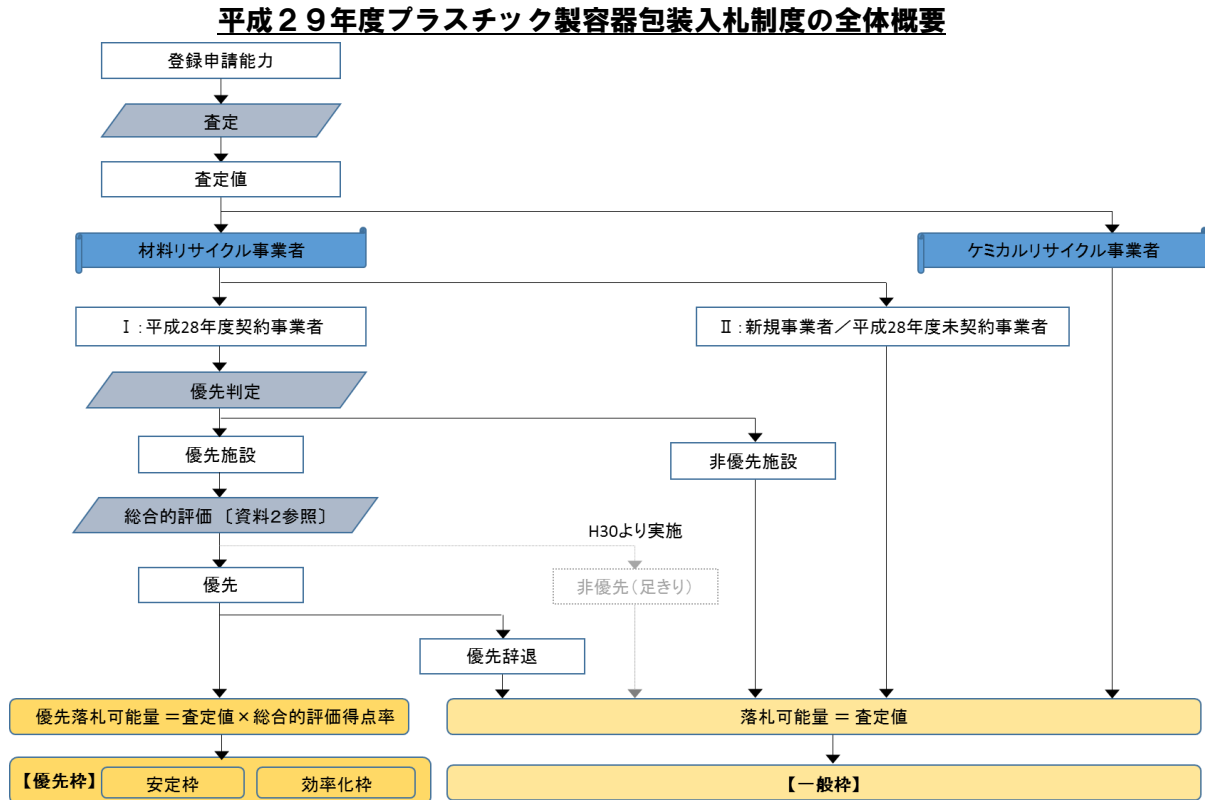 平成２９年度プラスチック製容器包装入札制度の全体概要
登録申請能力
査定
査定値
材料リサイクル事業者
ケミカルリサイクル事業者
Ⅰ：平成28年度契約事業者
Ⅱ：新規事業者／平成28年度未契約事業者
優先判定
優先施設
非優先施設
総合的評価〔資料2参照〕
H30より実施
優先
非優先（足きり）
優先辞退
優先落札可能量＝査定値×総合的評価得点率
落札可能量 ＝ 査定値
【優先枠】
安定枠
効率化枠
【一般枠】